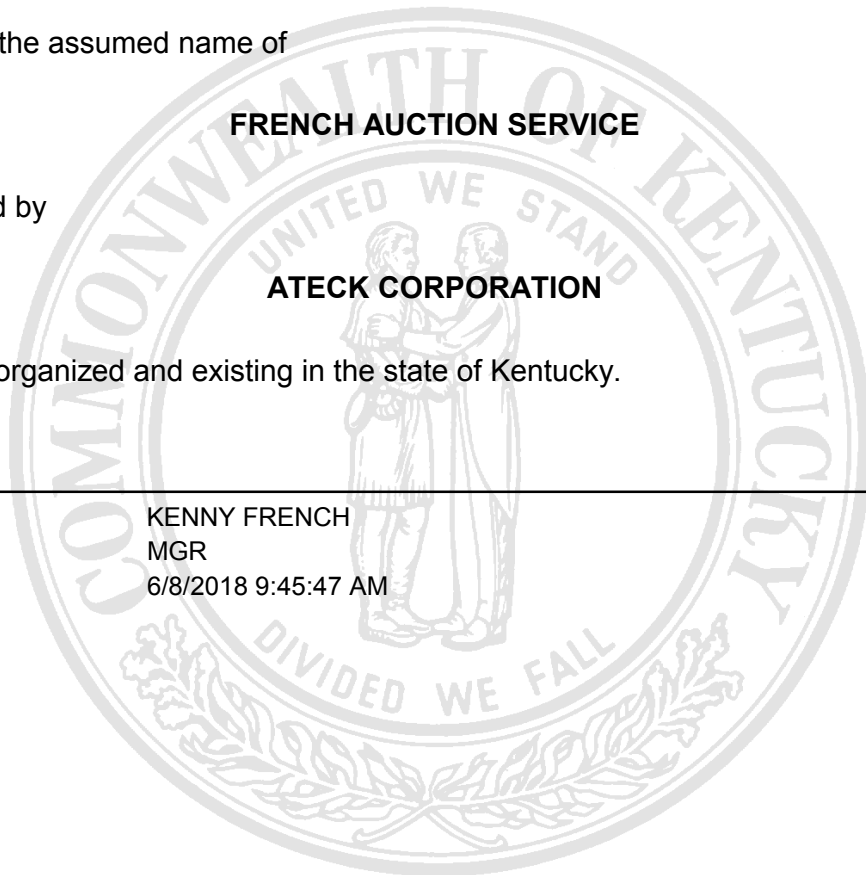 the assumed name of
FRENCH AUCTION SERVICE
d by
ATECK CORPORATION
organized and existing in the state of Kentucky.
KENNY FRENCH
MGR
6/8/2018 9:45:47 AM
COMMONWEALTH OF KENTUCKY
UNITED WE STAND
DIVIDED WE FALL